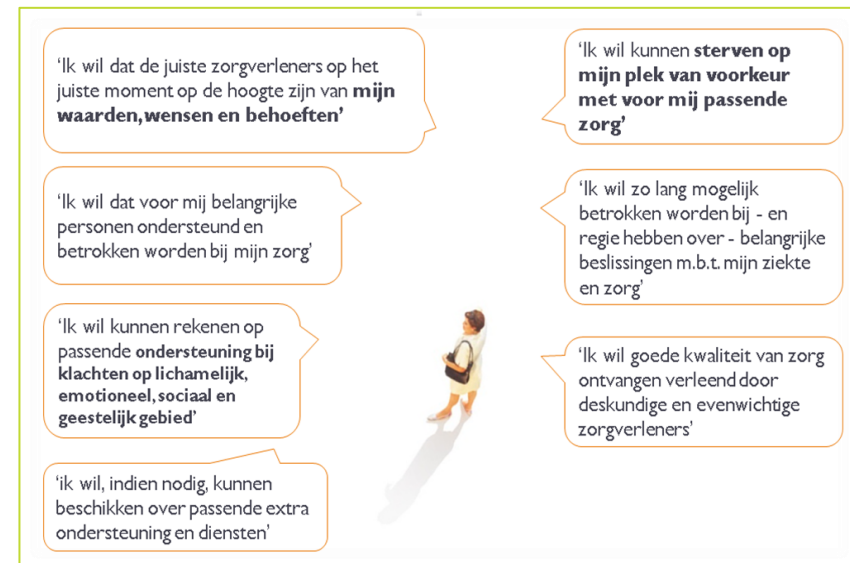 ‘Ik wil dat de juiste zorgverleners op het
juiste moment op de hoogte zijn van mijn
waarden, wensen en behoeften’
‘Ik wil dat voor mij belangrijke
personen ondersteund en
betrokken worden bij mijn zorg’
‘Ik wil kunnen rekenen op
passende ondersteuning bij
klachten op lichamelijk,
emotioneel, sociaal en
geestelijk gebied’
‘ik wil, indien nodig, kunnen
beschikken over passende extra
ondersteuning en diensten’
‘Ik wil kunnen sterven op
mijn plek van voorkeur
met voor mij passende
zorg’
‘Ik wil zo lang mogelijk
betrokken worden bij - en
regie hebben over - belangrijke
beslissingen m.b.t. mijn ziekte
en zorg’
‘Ik wil goede kwaliteit van zorg
ontvangen verleend door
deskundige en evenwichtige
zorgverleners’